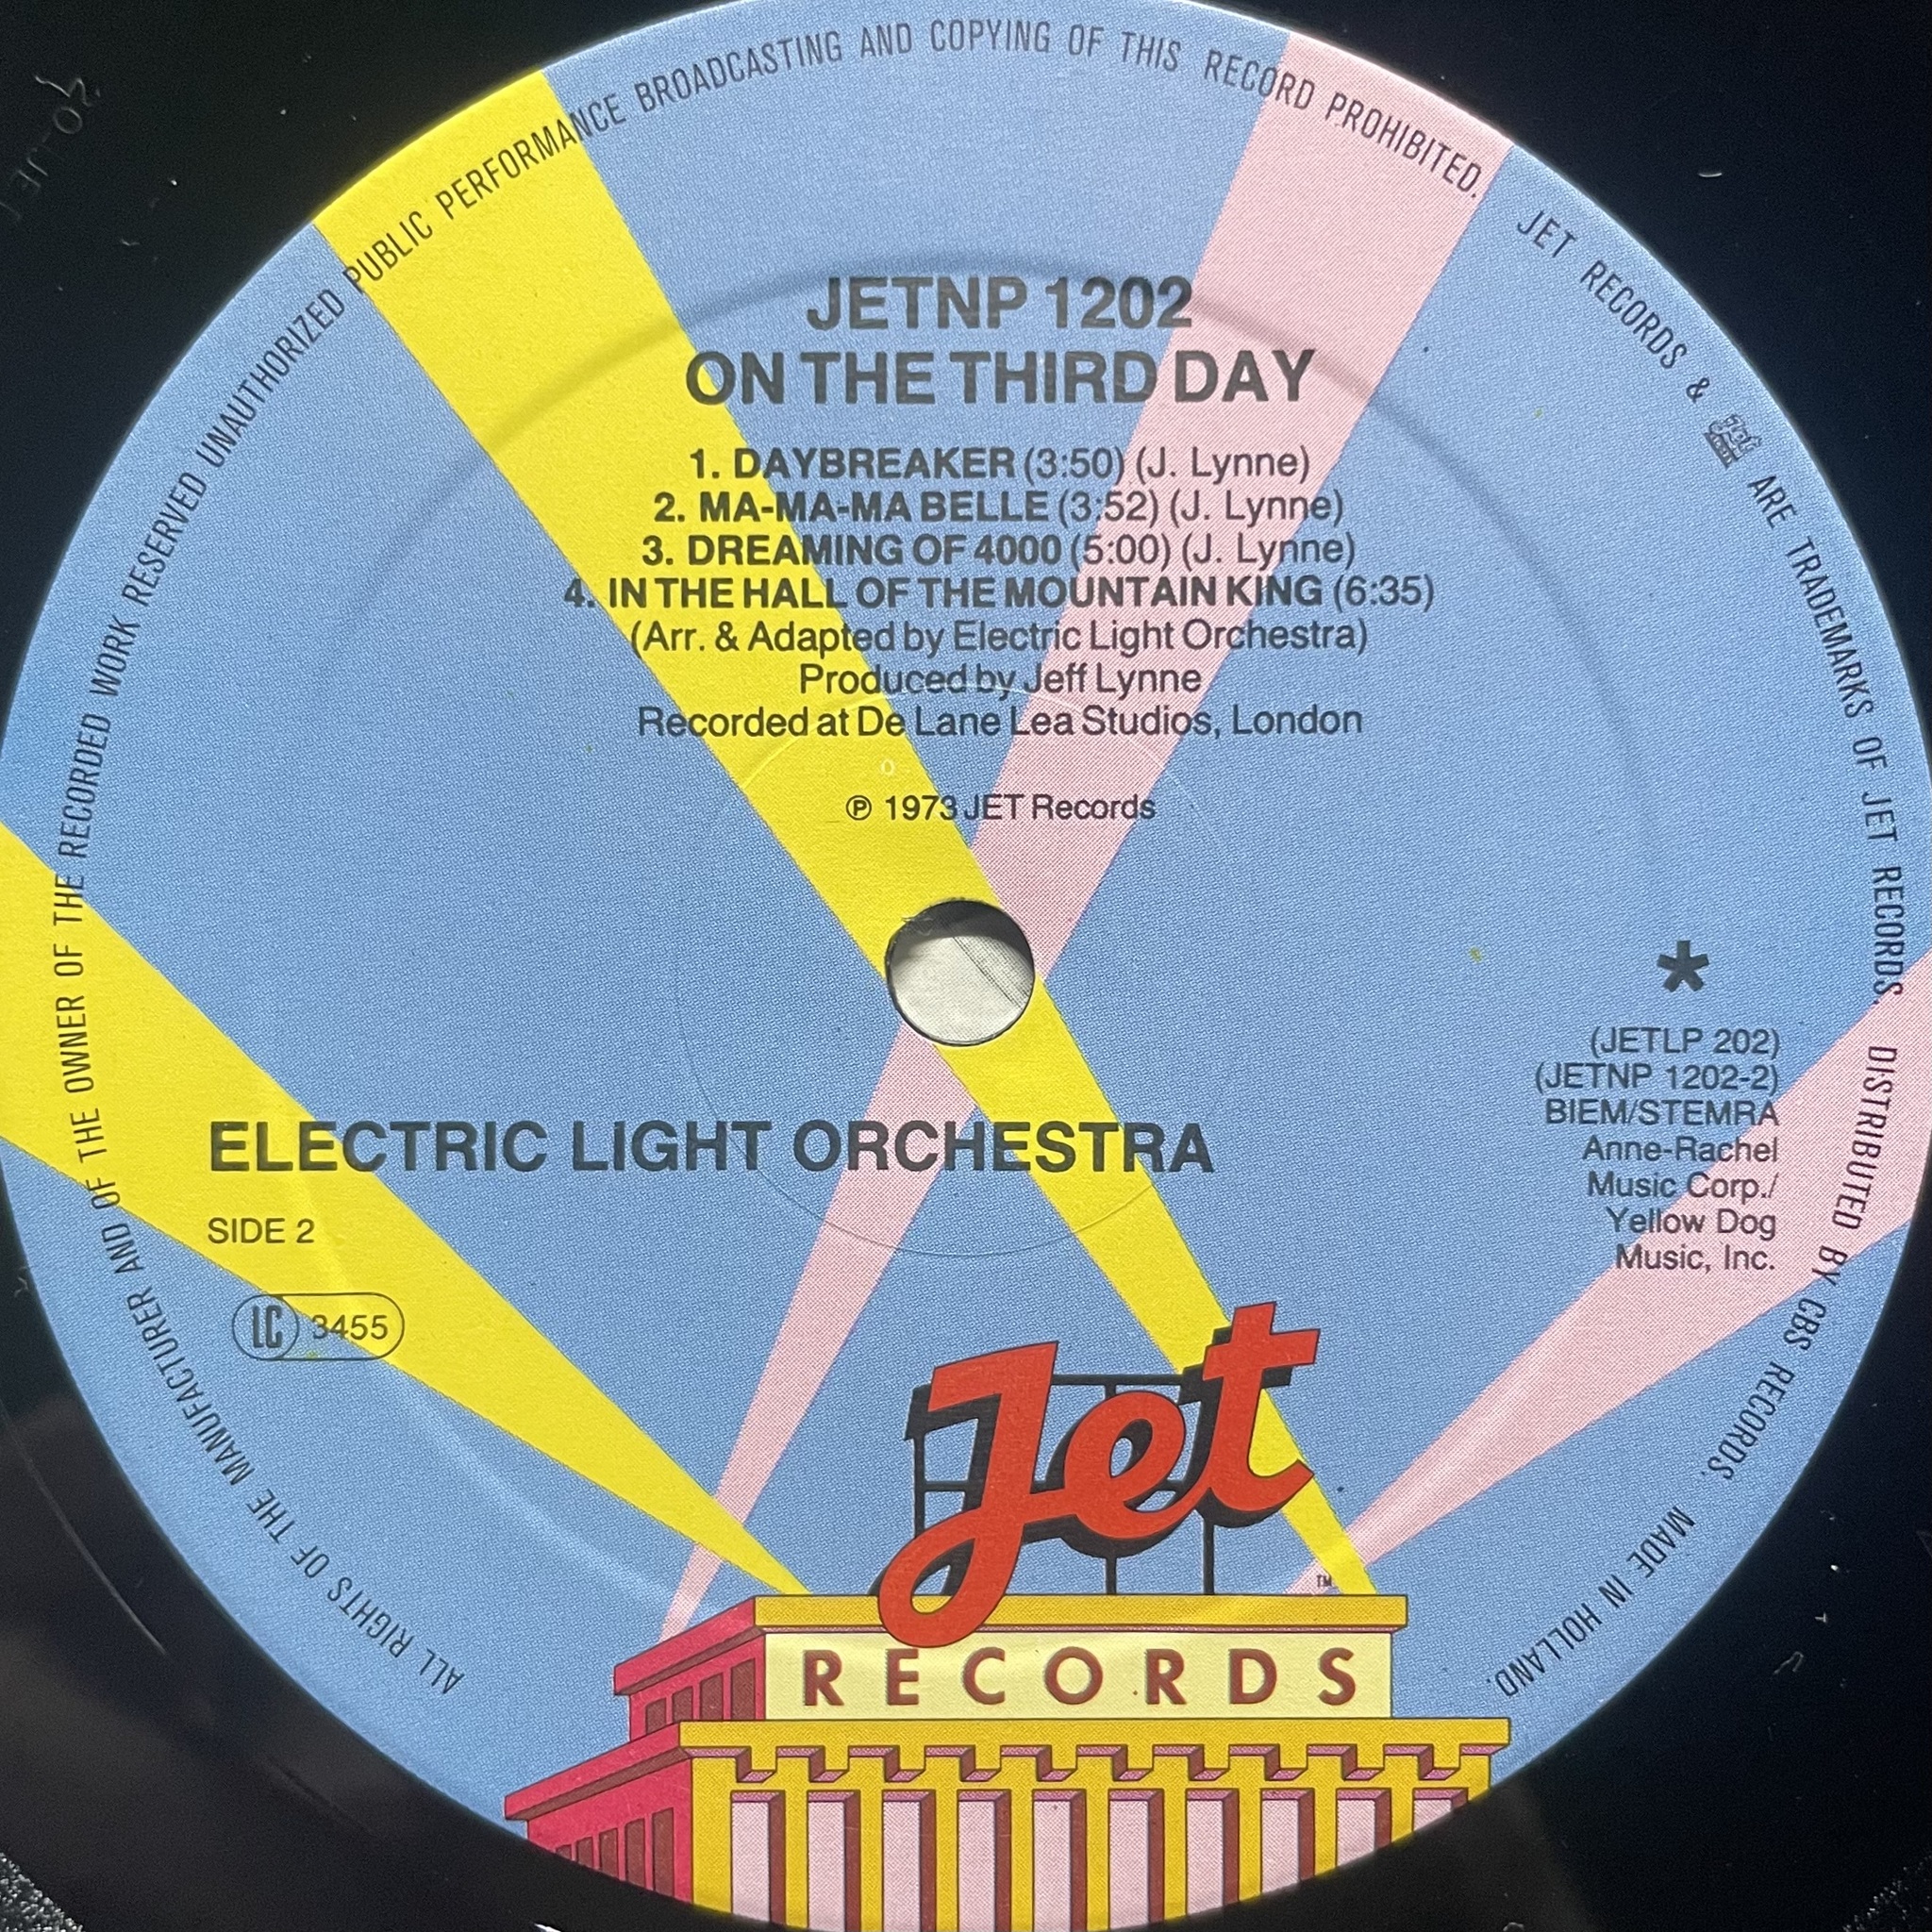 ALL RIGHTS OF THE MANUFACTURER AND OF THE OWNER OF THE RECORDED WORK RESERVED UNAUTHORIZED PUBLIC PERFORMANCE BROADCASTING AND COPYING OF THIS RECORD PROHIBITED. JET RECORDS & Jet RECORDS ARE TRADEMARKS OF JET RECORDS. DISTRIBUTED BY CBS RECORDS. MADE IN HOLLAND.
JETNP 1202
ON THE THIRD DAY
1. DAYBREAKER (3:50) (J. Lynne)
2. MA-MA-MA BELLE (3:52) (J. Lynne)
3. DREAMING OF 4000 (5:00) (J. Lynne)
4. IN THE HALL OF THE MOUNTAIN KING (6:35)
(Arr. & Adapted by Electric Light Orchestra)
Produced by Jeff Lynne
Recorded at De Lane Lea Studios, London
℗ 1973 JET Records
*
(JETLP 202)
(JETNP 1202-2)
BIEM/STEMRA
Anne-Rachel
Music Corp./
Yellow Dog
Music, Inc.
ELECTRIC LIGHT ORCHESTRA
SIDE 2
LC 3455
Jet
TM
RECORDS